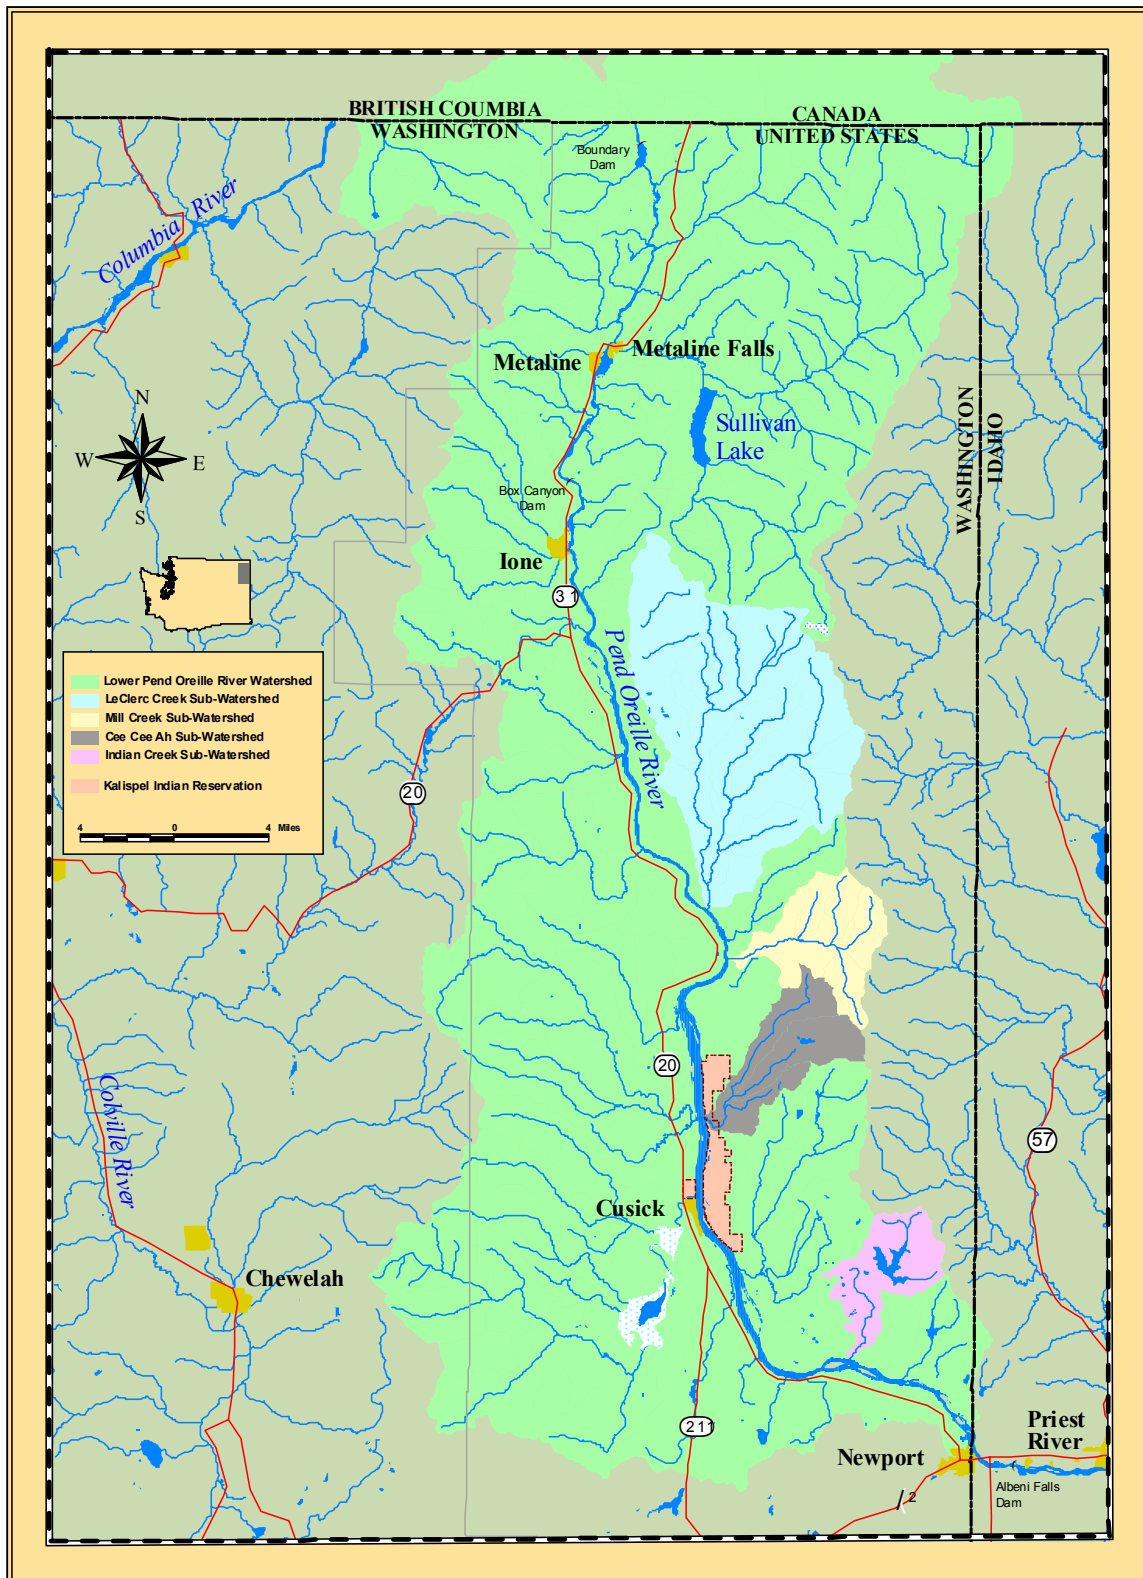 BRITISH COUMBIA
WASHINGTON
CANADA
UNITED STATES
Boundary
Dam
Columbia River
Metaline Falls
Metaline
Sullivan
Lake
N
W
E
S
WASHINGTON
IDAHO
Box Canyon
Dam
Ione
31
Pend Oreille River
Lower Pend Oreille River Watershed
LeClerc Creek Sub-Watershed
Mill Creek Sub-Watershed
Cee Cee Ah Sub-Watershed
Indian Creek Sub-Watershed
Kalispel Indian Reservation
4 0 4 Miles
20
20
Colville River
57
Cusick
Chewelah
211
Priest
River
Newport
Albeni Falls
Dam
2